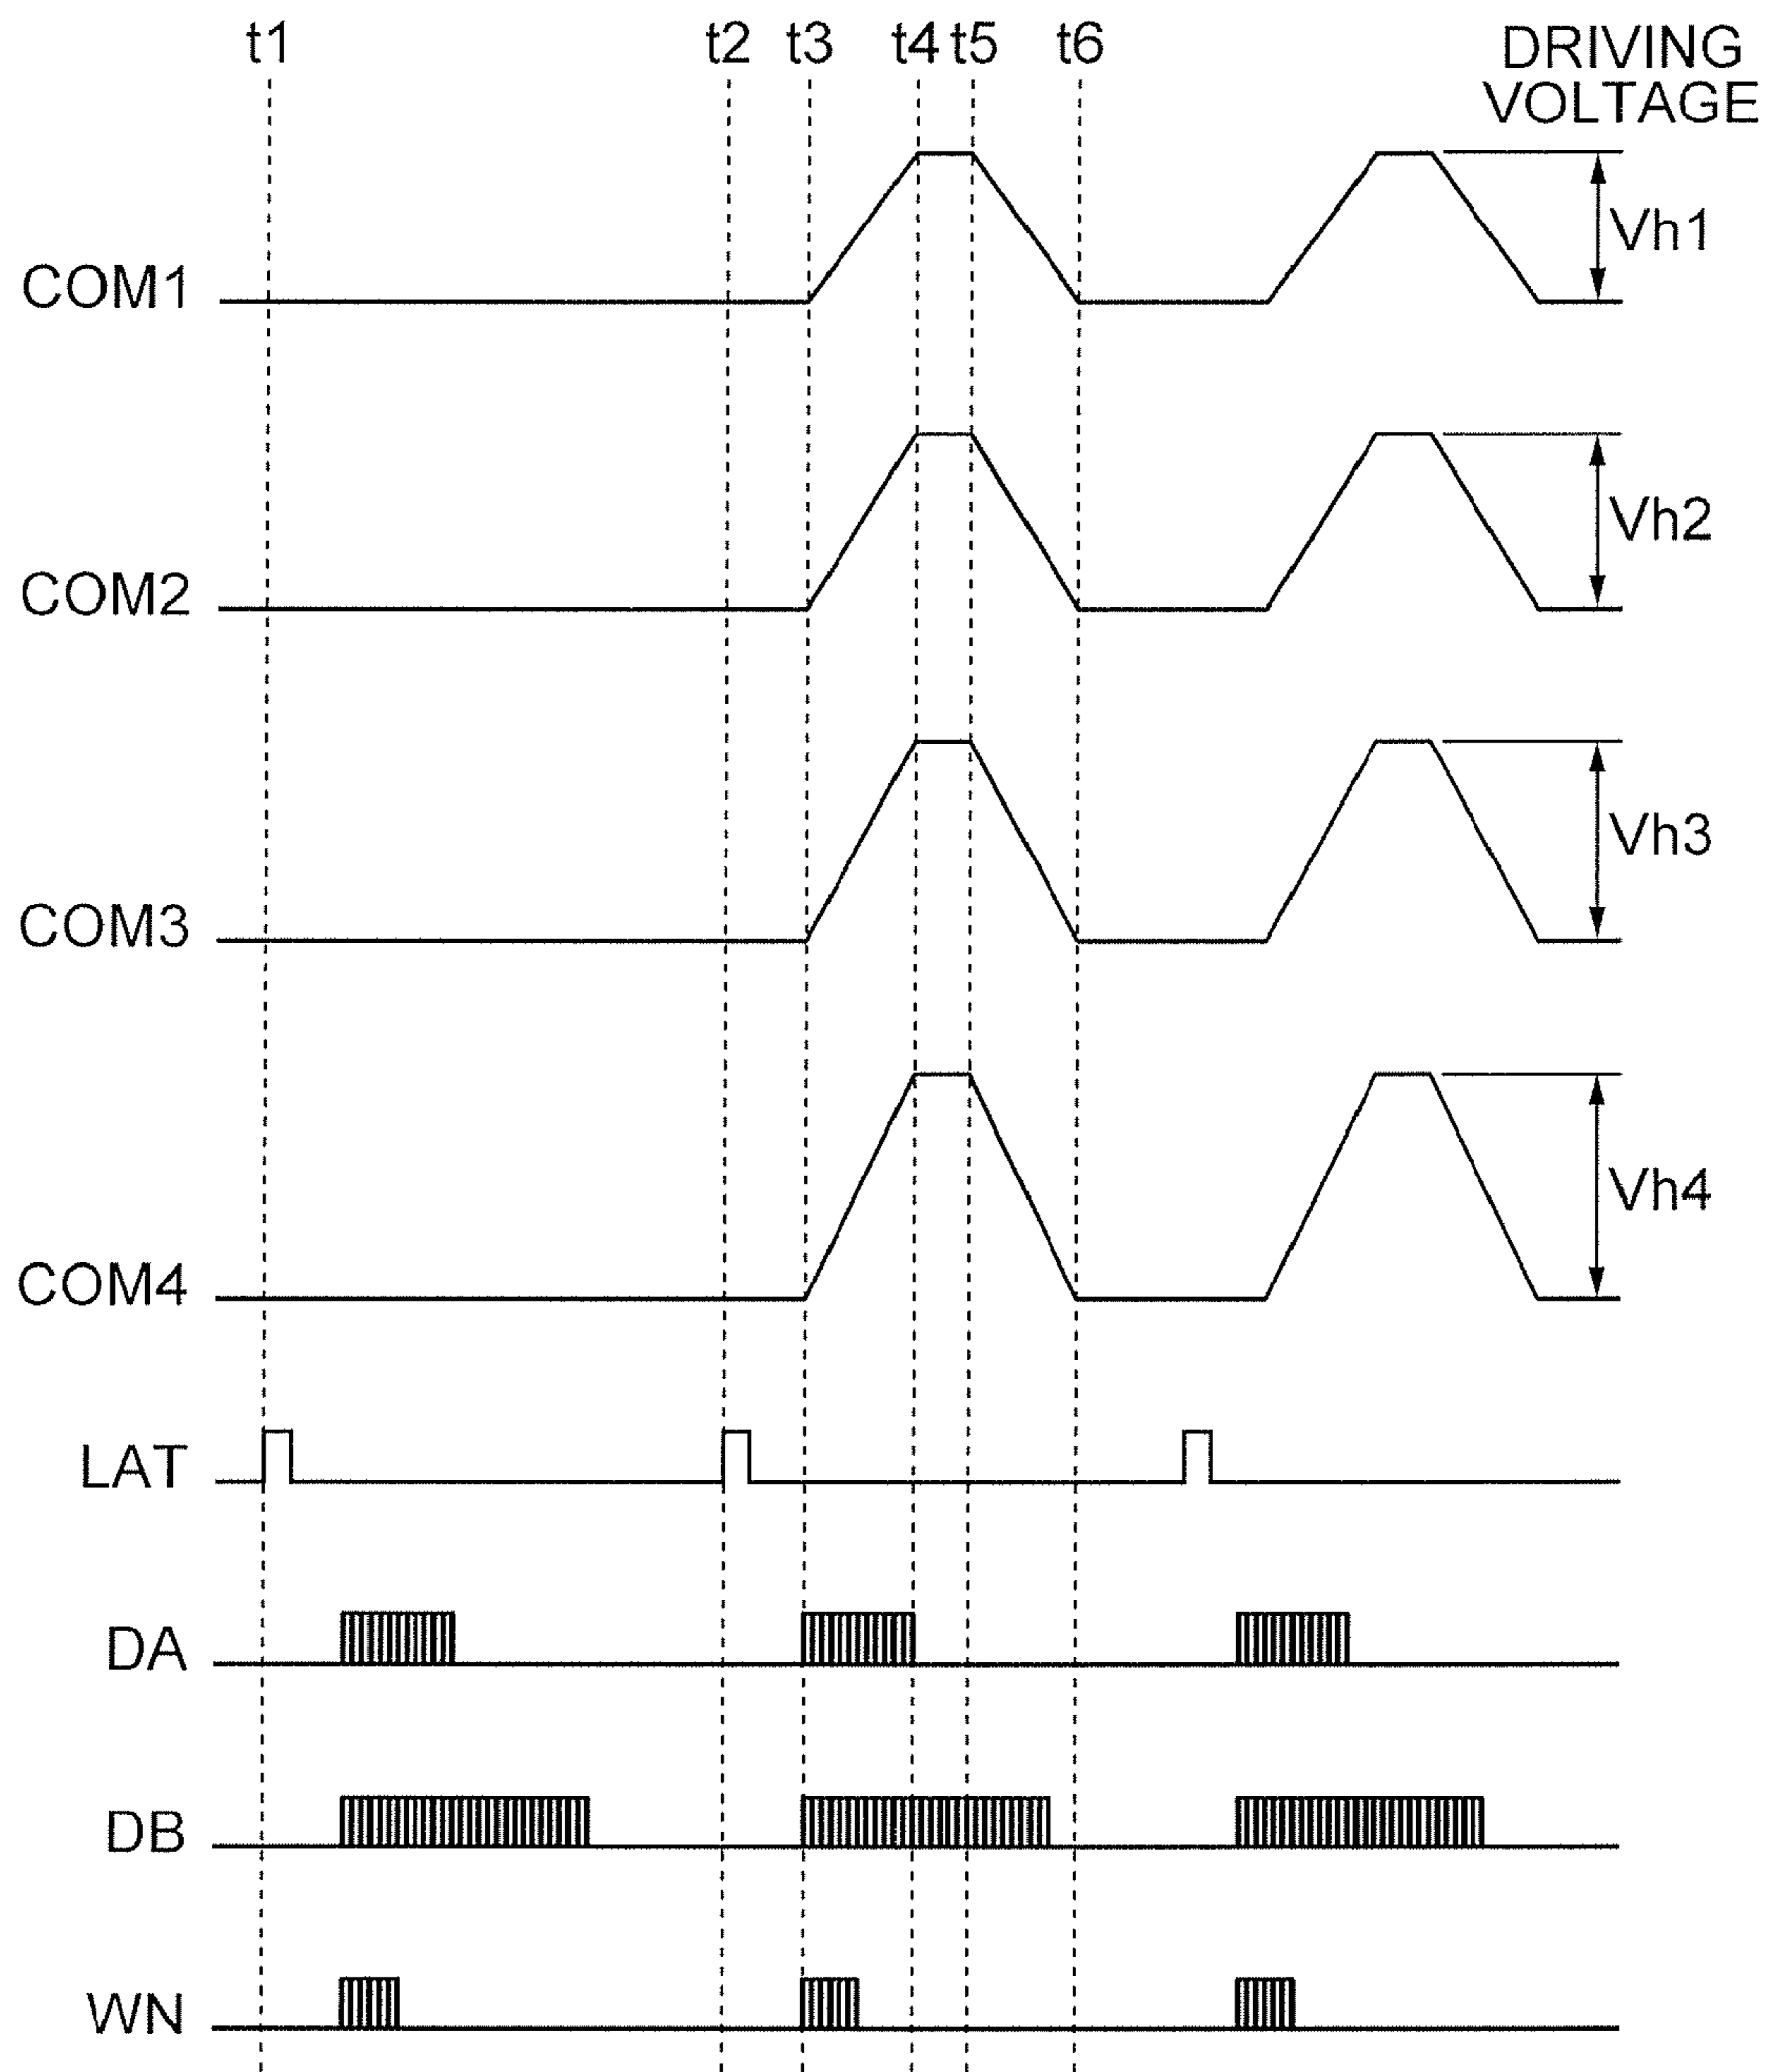 t1 t2 t3 t4 t5 t6 DRIVING
VOLTAGE
COM1 Vh1
COM2 Vh2
COM3 Vh3
COM4 Vh4
LAT
DA
DB
WN